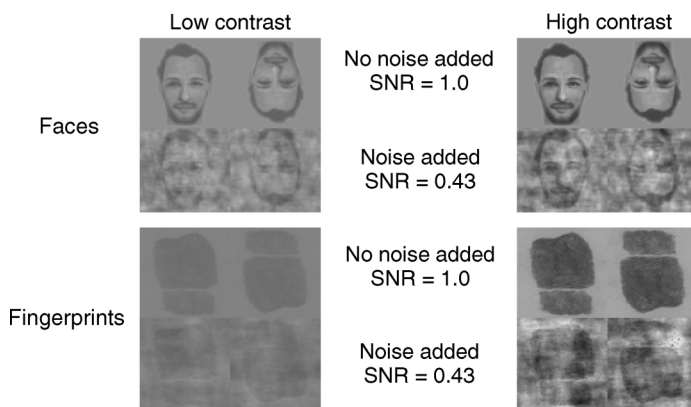 Low contrast
High contrast
No noise added
SNR = 1.0
Faces
Noise added
SNR = 0.43
No noise added
SNR = 1.0
Fingerprints
Noise added
SNR = 0.43